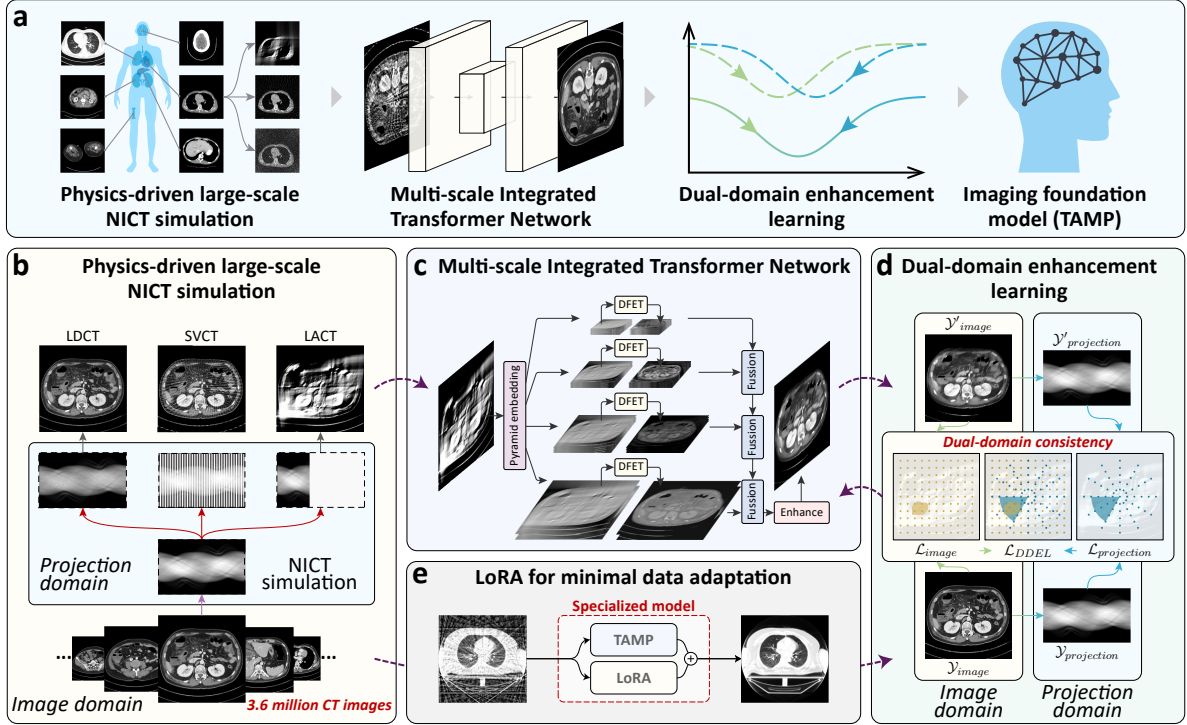 a
Physics-driven large-scale
NICT simulation
Multi-scale Integrated
Transformer Network
Dual-domain enhancement
learning
Imaging foundation
model (TAMP)
b
Physics-driven large-scale
NICT simulation
LDCT
SVCT
LACT
Projection
domain
NICT
simulation
...
...
Image domain
3.6 million CT images
c
Multi-scale Integrated Transformer Network
Pyramid embedding
DFET
DFET
DFET
DFET
Fussion
Fussion
Fussion
Enhance
e
LoRA for minimal data adaptation
Specialized model
TAMP
LoRA
+
d
Dual-domain enhancement
learning
𝒴′image
𝒴′projection
Dual-domain consistency
ℒimage
ℒDDEL
ℒprojection
𝒴image
𝒴projection
Image
domain
Projection
domain